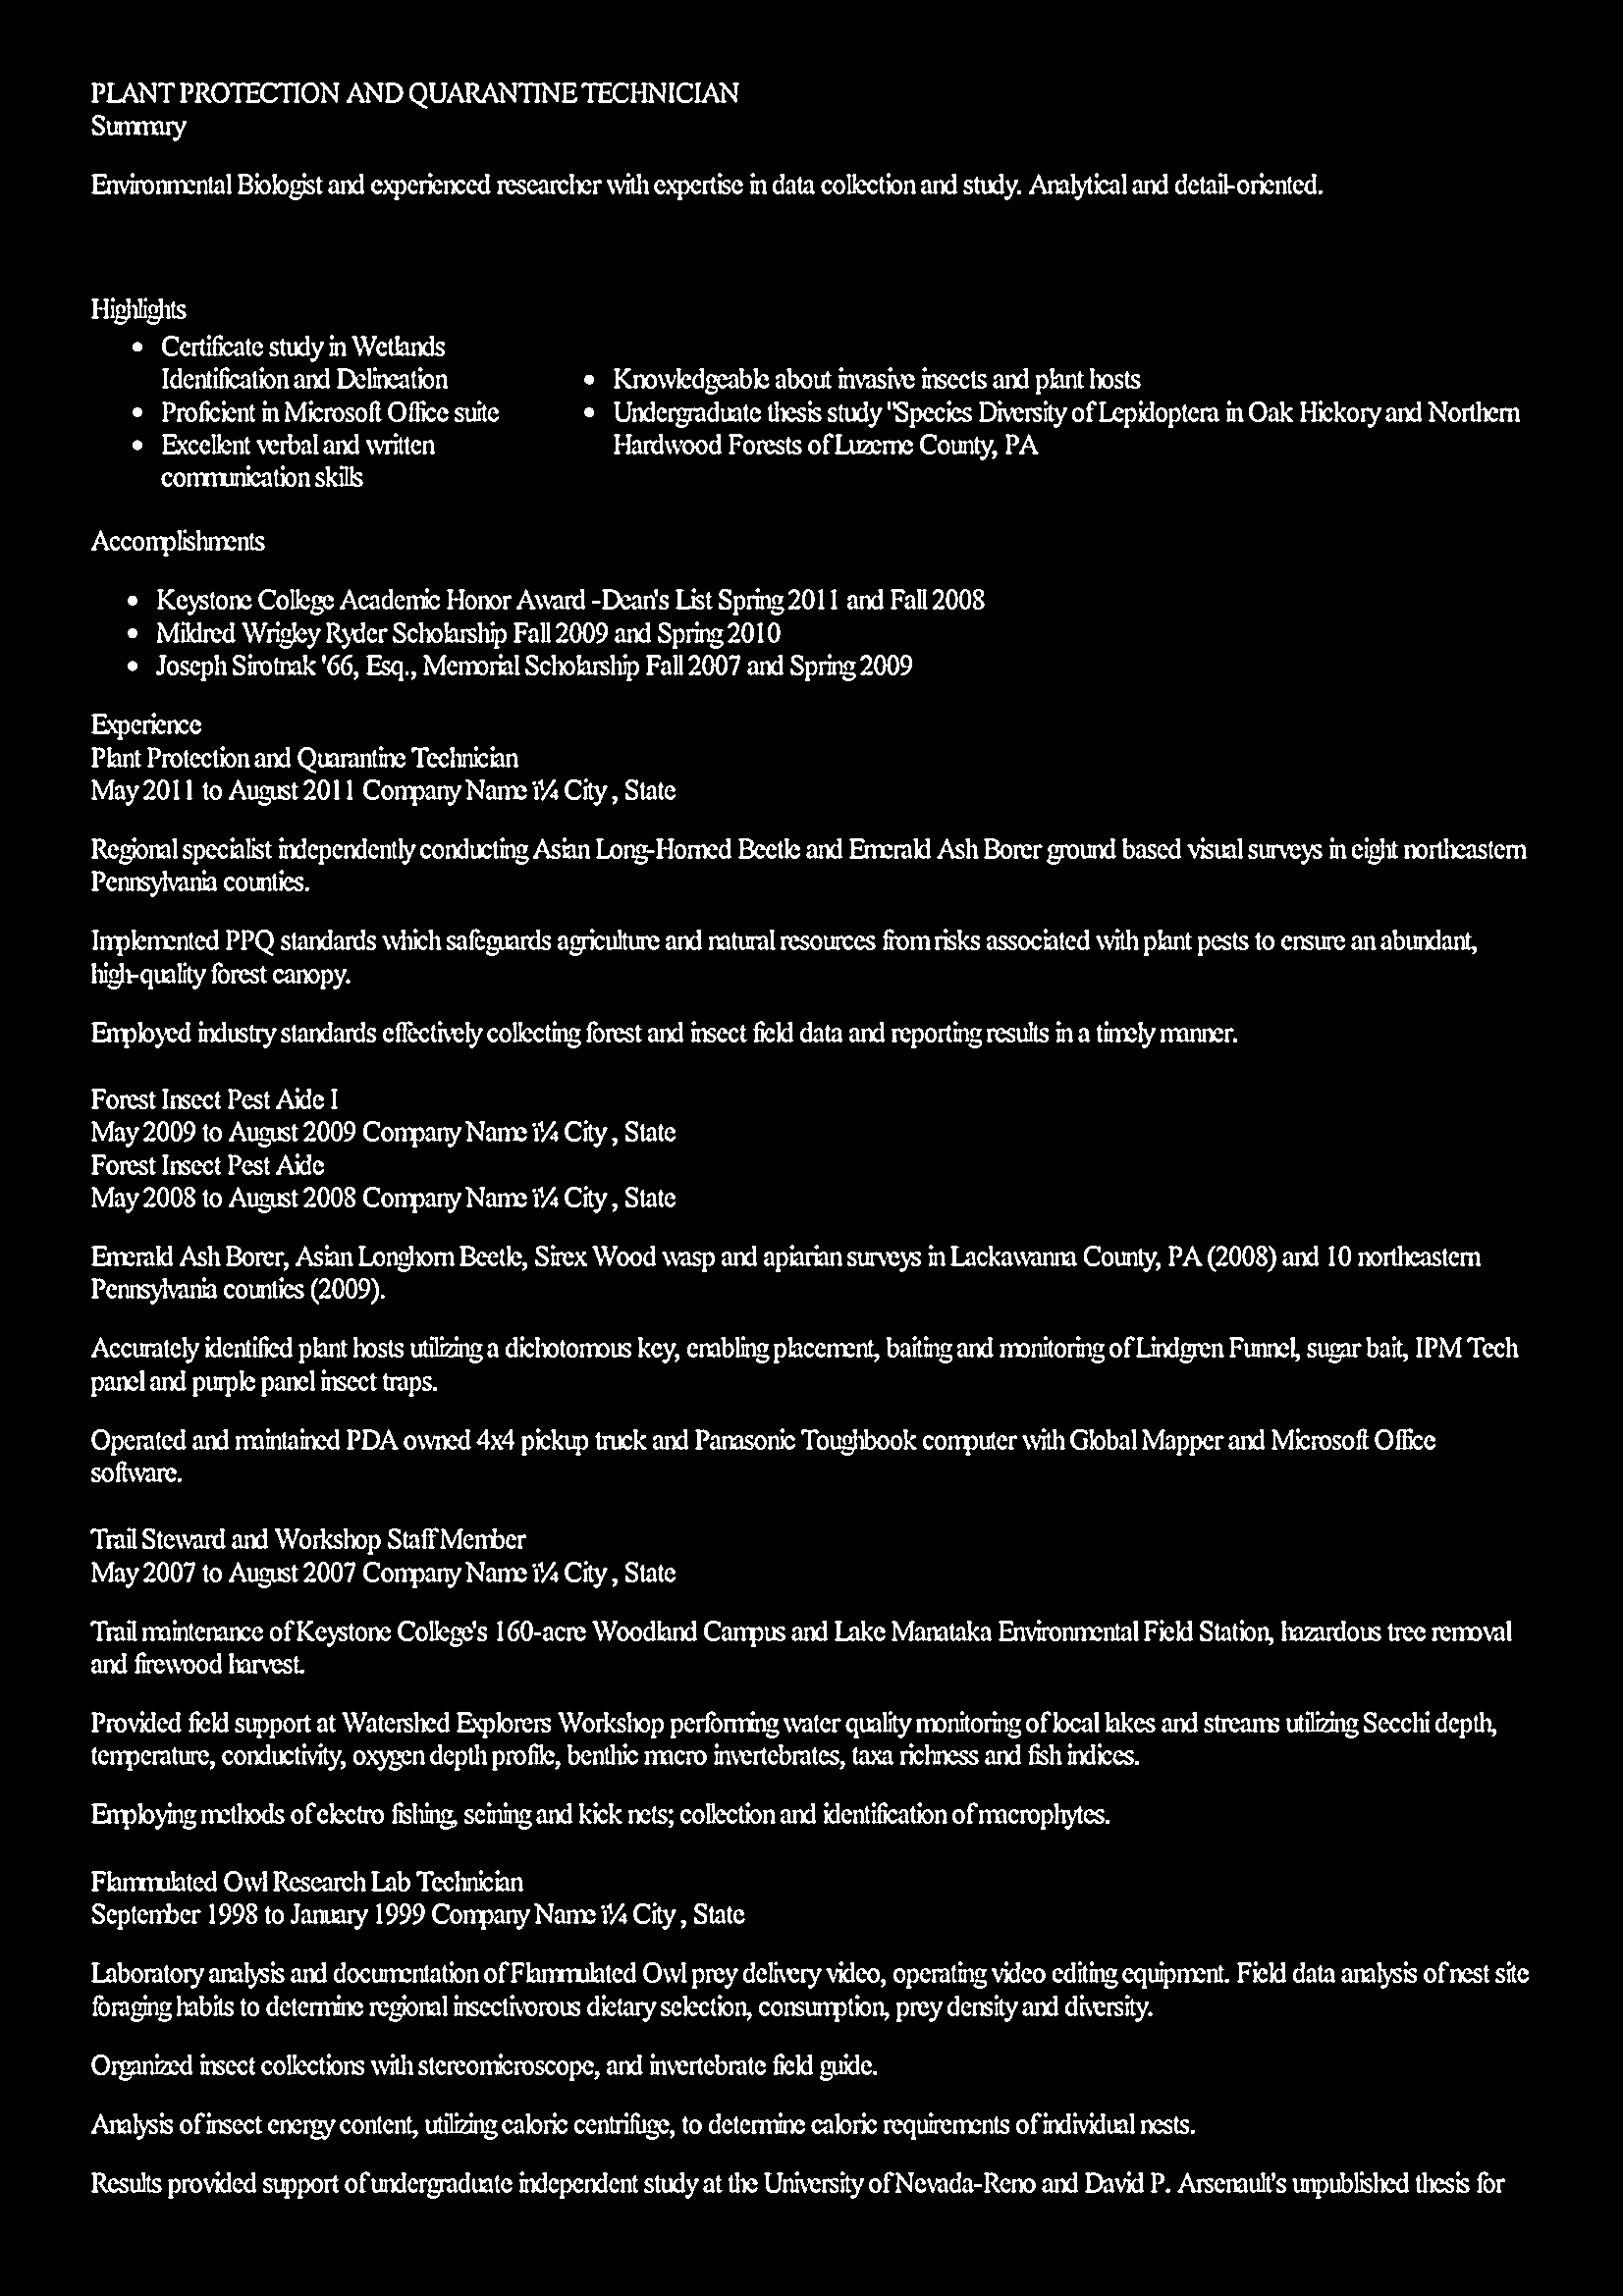 PLANT PROTECTION AND QUARANTINE TECHNICIAN
Summary
Environmental Biologist and experienced researcher with expertise in data collection and study. Analytical and detail-oriented.
Highlights
• Certificate study in Wetlands
Identification and Delineation
• Proficient in Microsoft Office suite
• Excellent verbal and written
communication skills
• Knowledgeable about invasive insects and plant hosts
• Undergraduate thesis study "Species Diversity of Lepidoptera in Oak Hickory and Northern
Hardwood Forests of Luzerne County, PA
Accomplishments
• Keystone College Academic Honor Award -Dean's List Spring 2011 and Fall 2008
• Mildred Wrigley Ryder Scholarship Fall 2009 and Spring 2010
• Joseph Sirotnak '66, Esq., Memorial Scholarship Fall 2007 and Spring 2009
Experience
Plant Protection and Quarantine Technician
May 2011 to August 2011 Company Name ï¼ City , State
Regional specialist independently conducting Asian Long-Horned Beetle and Emerald Ash Borer ground based visual surveys in eight northeastern
Pennsylvania counties.
Implemented PPQ standards which safeguards agriculture and natural resources from risks associated with plant pests to ensure an abundant,
high-quality forest canopy.
Employed industry standards effectively collecting forest and insect field data and reporting results in a timely manner.
Forest Insect Pest Aide I
May 2009 to August 2009 Company Name ï¼ City , State
Forest Insect Pest Aide
May 2008 to August 2008 Company Name ï¼ City , State
Emerald Ash Borer, Asian Longhorn Beetle, Sirex Wood wasp and apiarian surveys in Lackawanna County, PA (2008) and 10 northeastern
Pennsylvania counties (2009).
Accurately identified plant hosts utilizing a dichotomous key, enabling placement, baiting and monitoring of Lindgren Funnel, sugar bait, IPM Tech
panel and purple panel insect traps.
Operated and maintained PDA owned 4x4 pickup truck and Panasonic Toughbook computer with Global Mapper and Microsoft Office
software.
Trail Steward and Workshop Staff Member
May 2007 to August 2007 Company Name ï¼ City , State
Trail maintenance of Keystone College's 160-acre Woodland Campus and Lake Manataka Environmental Field Station, hazardous tree removal
and firewood harvest.
Provided field support at Watershed Explorers Workshop performing water quality monitoring of local lakes and streams utilizing Secchi depth,
temperature, conductivity, oxygen depth profile, benthic macro invertebrates, taxa richness and fish indices.
Employing methods of electro fishing, seining and kick nets; collection and identification of macrophytes.
Flammulated Owl Research Lab Technician
September 1998 to January 1999 Company Name ï¼ City , State
Laboratory analysis and documentation of Flammulated Owl prey delivery video, operating video editing equipment. Field data analysis of nest site
foraging habits to determine regional insectivorous dietary selection, consumption, prey density and diversity.
Organized insect collections with stereomicroscope, and invertebrate field guide.
Analysis of insect energy content, utilizing caloric centrifuge, to determine caloric requirements of individual nests.
Results provided support of undergraduate independent study at the University of Nevada-Reno and David P. Arsenault's unpublished thesis for